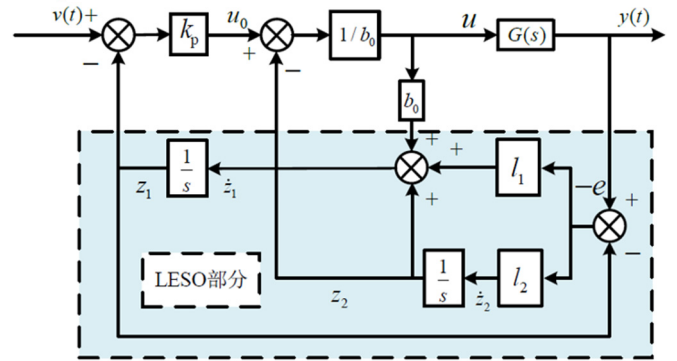 v(t)+ − k_p u_0 + − 1/b_0 u G(s) y(t)
b_0
+ + + l_1 −e +
z_1 1/s ż_1 + −
LESO部分 z_2 1/s ż_2 l_2